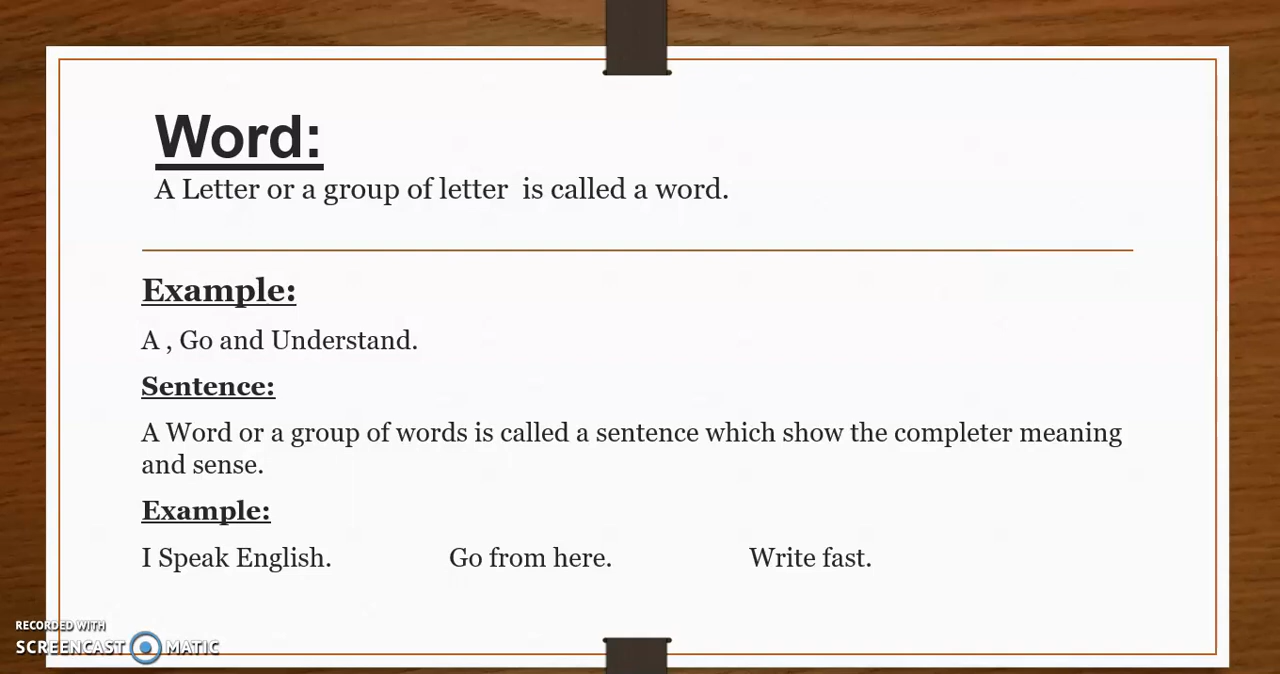 Word:
A Letter or a group of letter  is called a word.
Example:
A , Go and Understand.
Sentence:
A Word or a group of words is called a sentence which show the completer meaning
and sense.
Example:
I Speak English. Go from here. Write fast.
RECORDED WITH
SCREENCAST MATIC